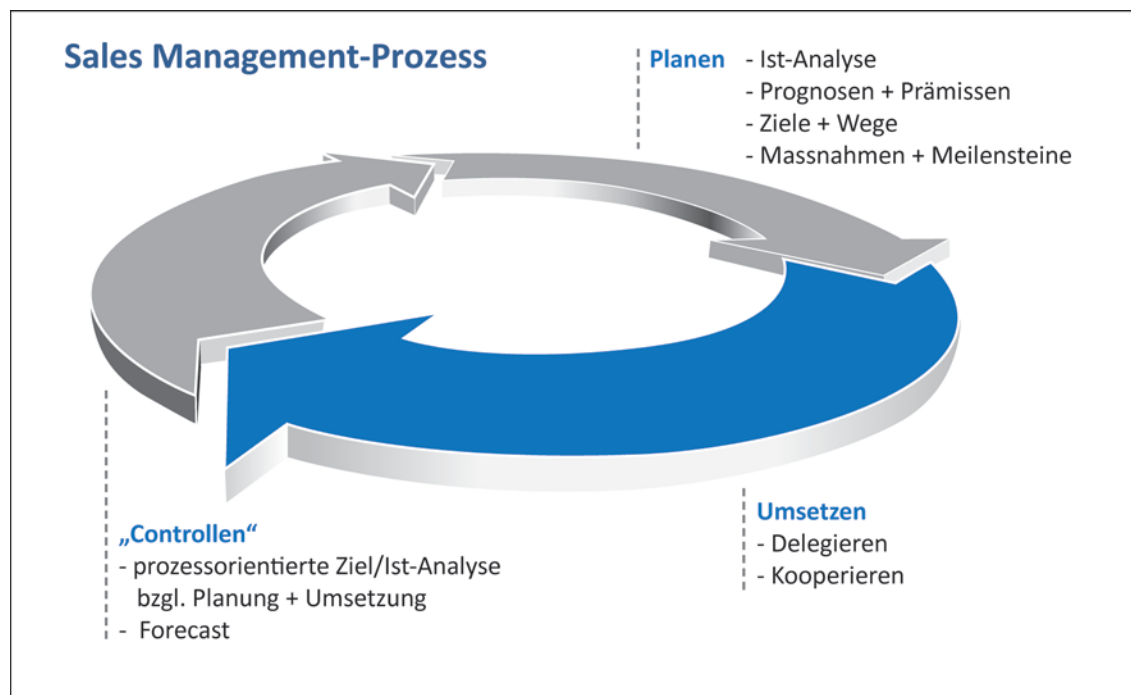 Sales Management-Prozess
Planen - Ist-Analyse
- Prognosen + Prämissen
- Ziele + Wege
- Massnahmen + Meilensteine
Umsetzen
- Delegieren
- Kooperieren
„Controllen“
- prozessorientierte Ziel/Ist-Analyse
bzgl. Planung + Umsetzung
- Forecast